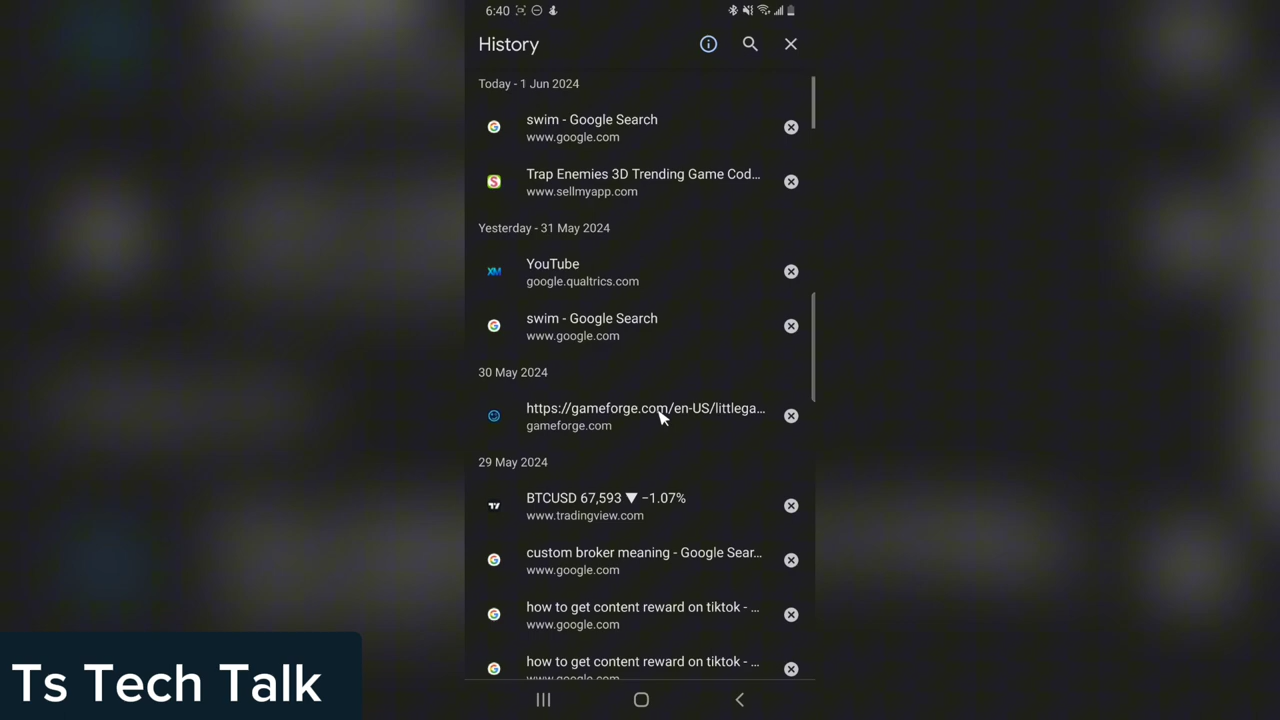 6:40
History
Today - 1 Jun 2024
swim - Google Search
www.google.com
Trap Enemies 3D Trending Game Cod...
www.sellmyapp.com
Yesterday - 31 May 2024
YouTube
google.qualtrics.com
swim - Google Search
www.google.com
30 May 2024
https://gameforge.com/en-US/littlega...
gameforge.com
29 May 2024
BTCUSD 67,593 ▼ −1.07%
www.tradingview.com
custom broker meaning - Google Sear...
www.google.com
how to get content reward on tiktok - ...
www.google.com
how to get content reward on tiktok - ...
www.google.com
Ts Tech Talk